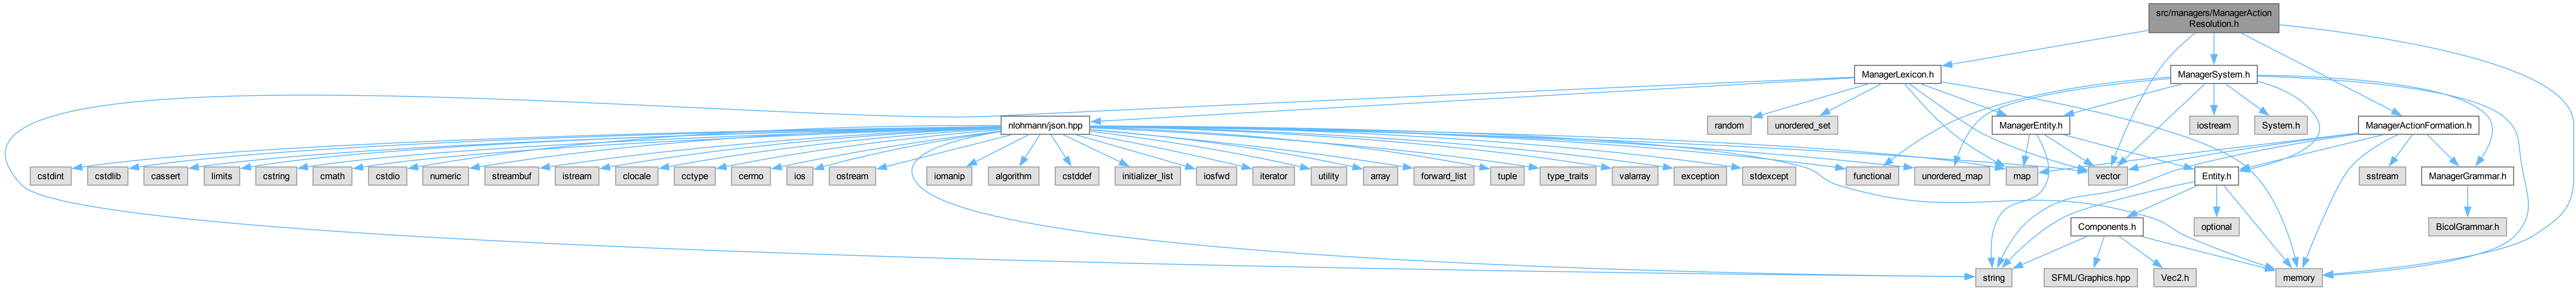 src/managers/ManagerAction
Resolution.h
ManagerLexicon.h
ManagerSystem.h
random
unordered_set
nlohmann/json.hpp
ManagerEntity.h
iostream
System.h
ManagerActionFormation.h
cstdint
cstdlib
cassert
limits
cstring
cmath
cstdio
numeric
streambuf
istream
clocale
cctype
cerrno
ios
ostream
iomanip
algorithm
cstddef
initializer_list
iosfwd
iterator
utility
array
forward_list
tuple
type_traits
valarray
exception
stdexcept
functional
unordered_map
map
vector
Entity.h
sstream
ManagerGrammar.h
Components.h
optional
BicolGrammar.h
string
SFML/Graphics.hpp
Vec2.h
memory